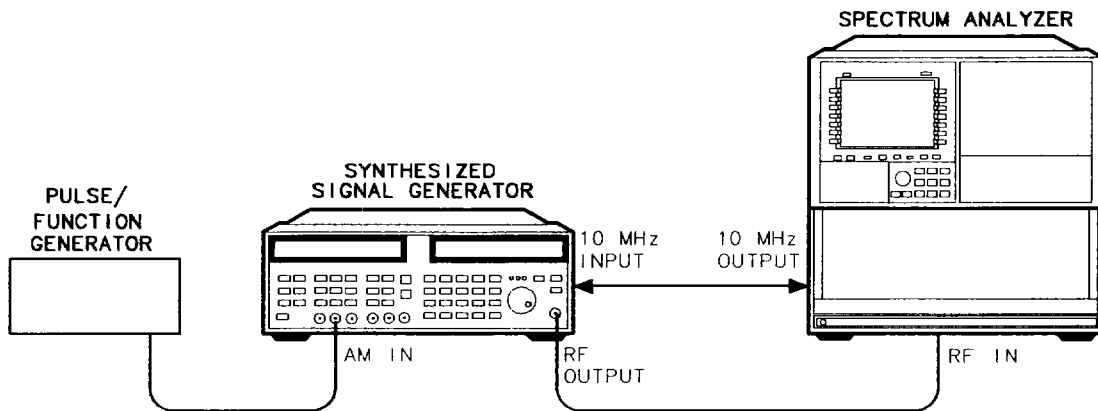 SPECTRUM ANALYZER
SYNTHESIZED
SIGNAL GENERATOR
PULSE/
FUNCTION
GENERATOR
10 MHz
INPUT
10 MHz
OUTPUT
AM IN
RF
OUTPUT
RF IN